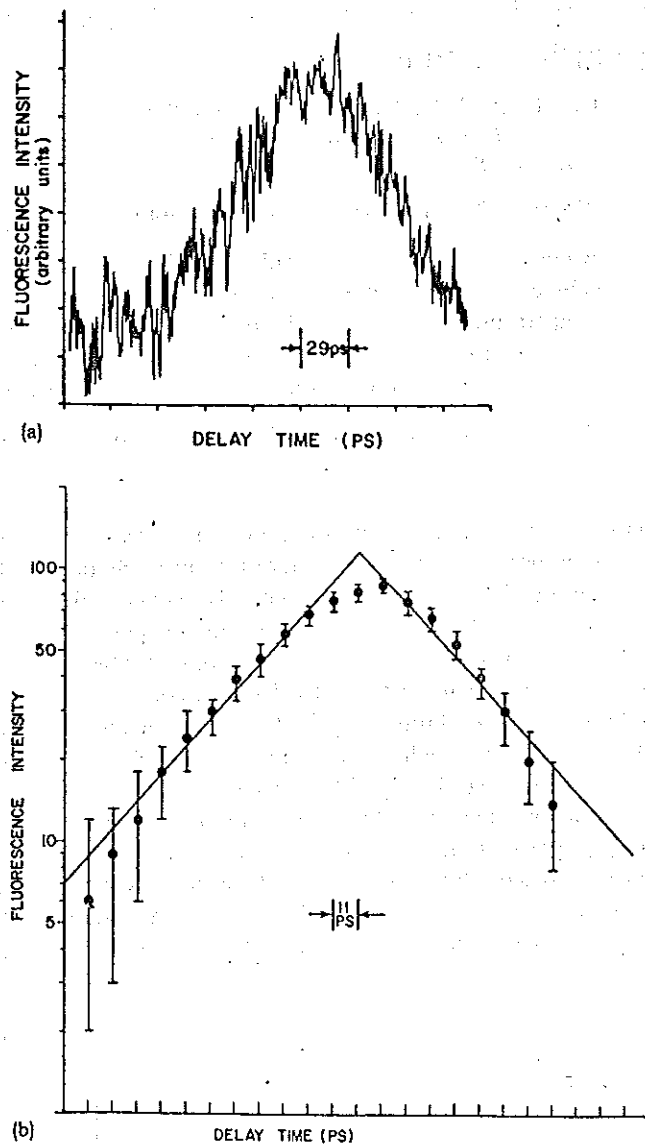 FLUORESCENCE INTENSITY
(arbitrary units)
29ps
(a)
DELAY TIME (PS)
100
50
10
5
FLUORESCENCE INTENSITY
11
PS
(b)
DELAY TIME (PS)